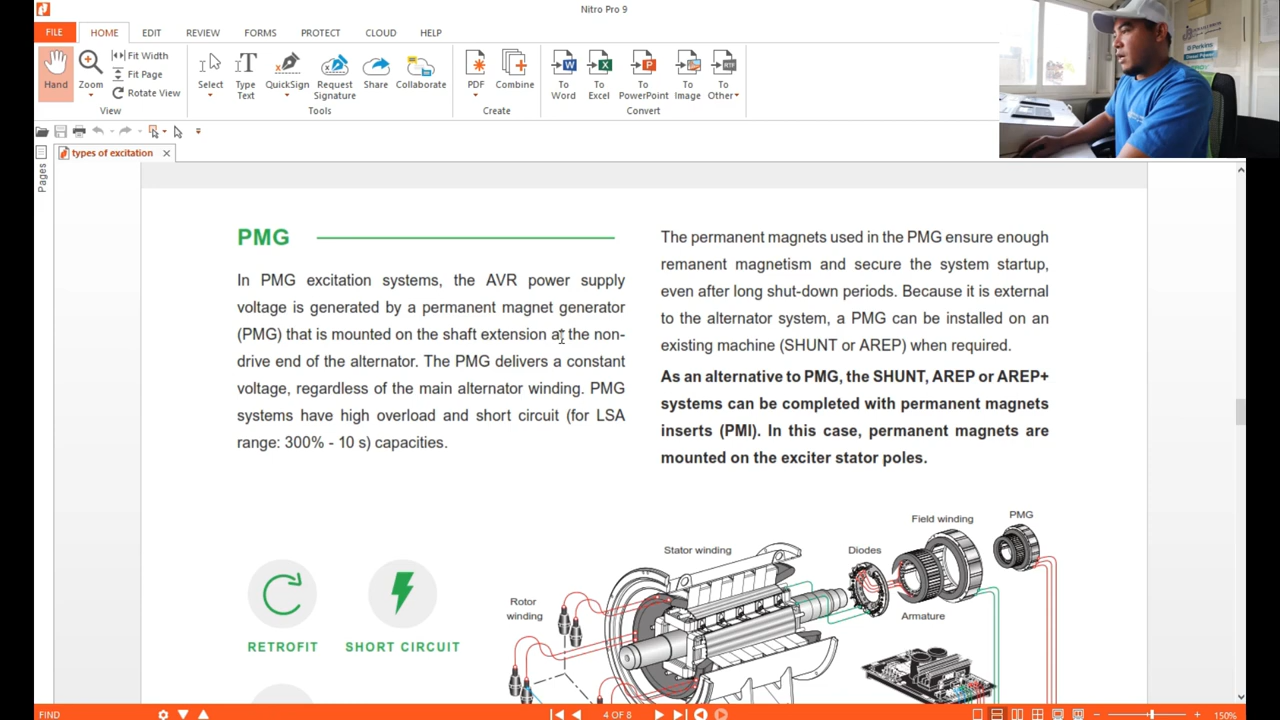 Nitro Pro 9
FILE
HOME
EDIT
REVIEW
FORMS
PROTECT
CLOUD
HELP
Hand
Zoom
Fit Width
Fit Page
Rotate View
View
Select
Type
Text
QuickSign
Request
Signature
Share
Collaborate
Tools
PDF
Combine
Create
To
Word
To
Excel
To
PowerPoint
To
Image
To
Other
Convert
Perkins
types of excitation
Pages
PMG
In PMG excitation systems, the AVR power supply
voltage is generated by a permanent magnet generator
(PMG) that is mounted on the shaft extension at the non-
drive end of the alternator. The PMG delivers a constant
voltage, regardless of the main alternator winding. PMG
systems have high overload and short circuit (for LSA
range: 300% - 10 s) capacities.
The permanent magnets used in the PMG ensure enough
remanent magnetism and secure the system startup,
even after long shut-down periods. Because it is external
to the alternator system, a PMG can be installed on an
existing machine (SHUNT or AREP) when required.
As an alternative to PMG, the SHUNT, AREP or AREP+
systems can be completed with permanent magnets
inserts (PMI). In this case, permanent magnets are
mounted on the exciter stator poles.
RETROFIT
SHORT CIRCUIT
Stator winding
Rotor
winding
Diodes
Field winding
PMG
Armature
FIND
4 OF 8
150%